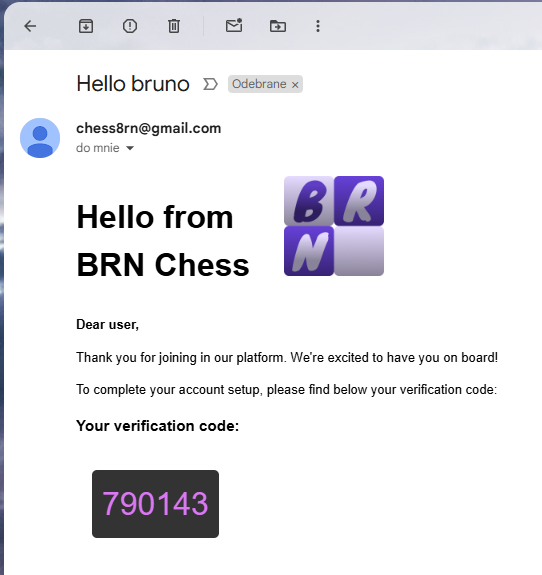 Hello bruno
Odebrane ×
chess8rn@gmail.com
do mnie
B R
N
Hello from
BRN Chess
Dear user,
Thank you for joining in our platform. We're excited to have you on board!
To complete your account setup, please find below your verification code:
Your verification code:
790143